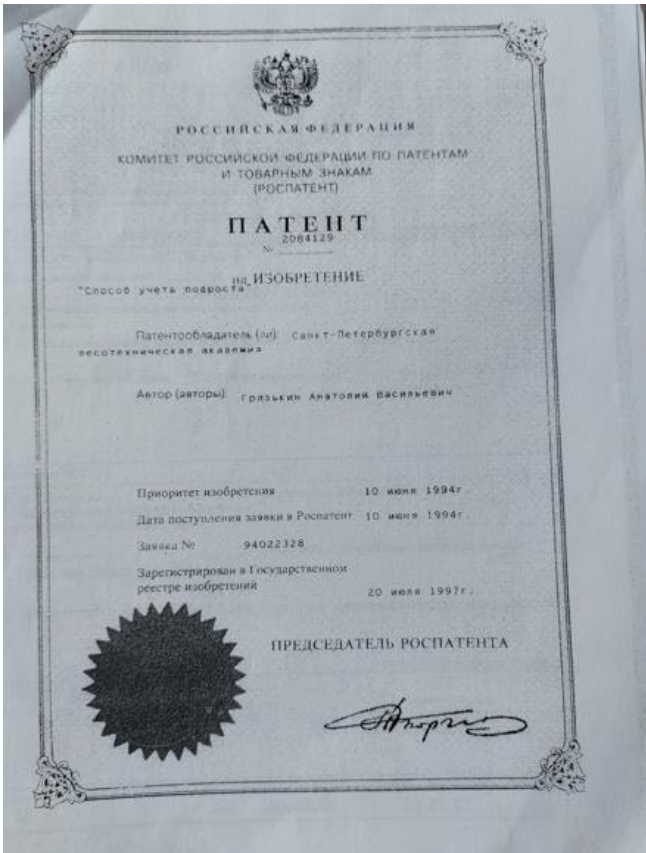 РОССИЙСКАЯ ФЕДЕРАЦИЯ
КОМИТЕТ РОССИЙСКОЙ ФЕДЕРАЦИИ ПО ПАТЕНТАМ
И ТОВАРНЫМ ЗНАКАМ
(РОСПАТЕНТ)
ПАТЕНТ
№ 2084129
на ИЗОБРЕТЕНИЕ
"Способ учета подроста"
Патентообладатель (ли): Санкт-Петербургская
лесотехническая академия
Автор (авторы): Грязькин Анатолий Васильевич
Приоритет изобретения 10 июня 1994г.
Дата поступления заявки в Роспатент 10 июня 1994г.
Заявка № 94022328
Зарегистрирован в Государственном
реестре изобретений 20 июля 1997г.
ПРЕДСЕДАТЕЛЬ РОСПАТЕНТА